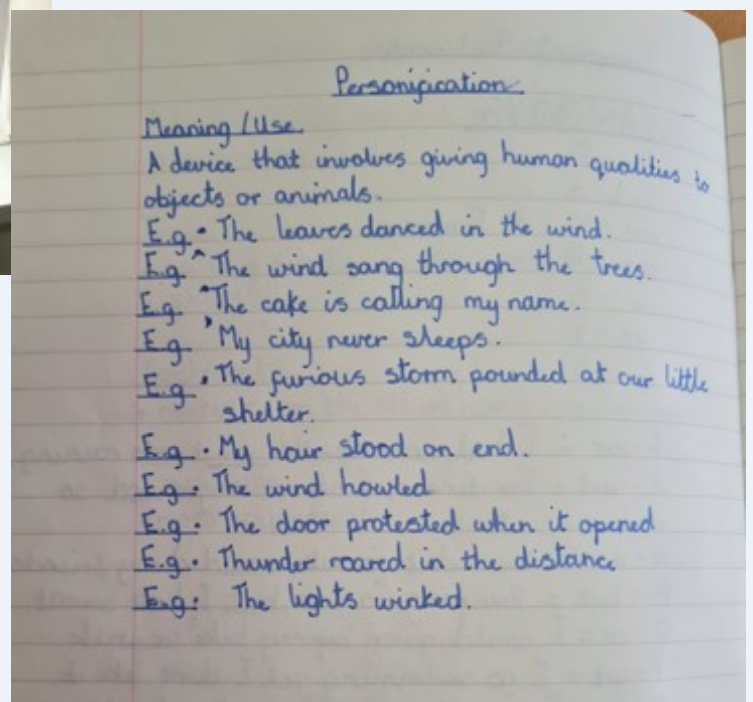 Personification
Meaning / Use
A device that involves giving human qualities to
objects or animals.
E.g. • The leaves danced in the wind.
E.g. • The wind sang through the trees.
E.g. • The cake is calling my name.
E.g. • My city never sleeps.
E.g. • The furious storm pounded at our little
shelter.
E.g. • My hair stood on end.
E.g. • The wind howled
E.g. • The door protested when it opened
E.g. • Thunder roared in the distance
E.g. • The lights winked.